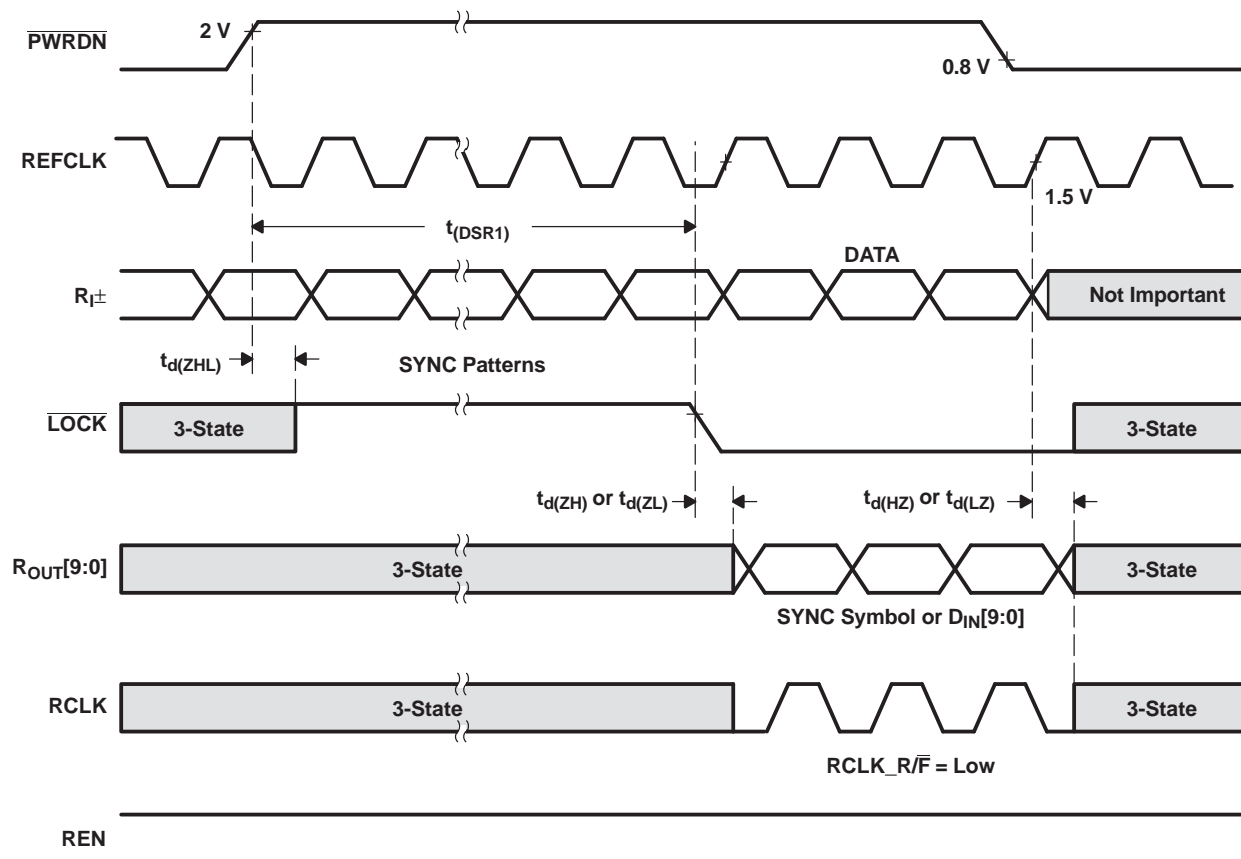 P̅W̅R̅D̅N̅
2 V
0.8 V
REFCLK
1.5 V
t(DSR1)
DATA
RI±
Not Important
td(ZHL)
SYNC Patterns
L̅O̅C̅K̅
3-State
3-State
td(ZH) or td(ZL)
td(HZ) or td(LZ)
ROUT[9:0]
3-State
3-State
SYNC Symbol or DIN[9:0]
RCLK
3-State
3-State
RCLK_R/F̅ = Low
REN